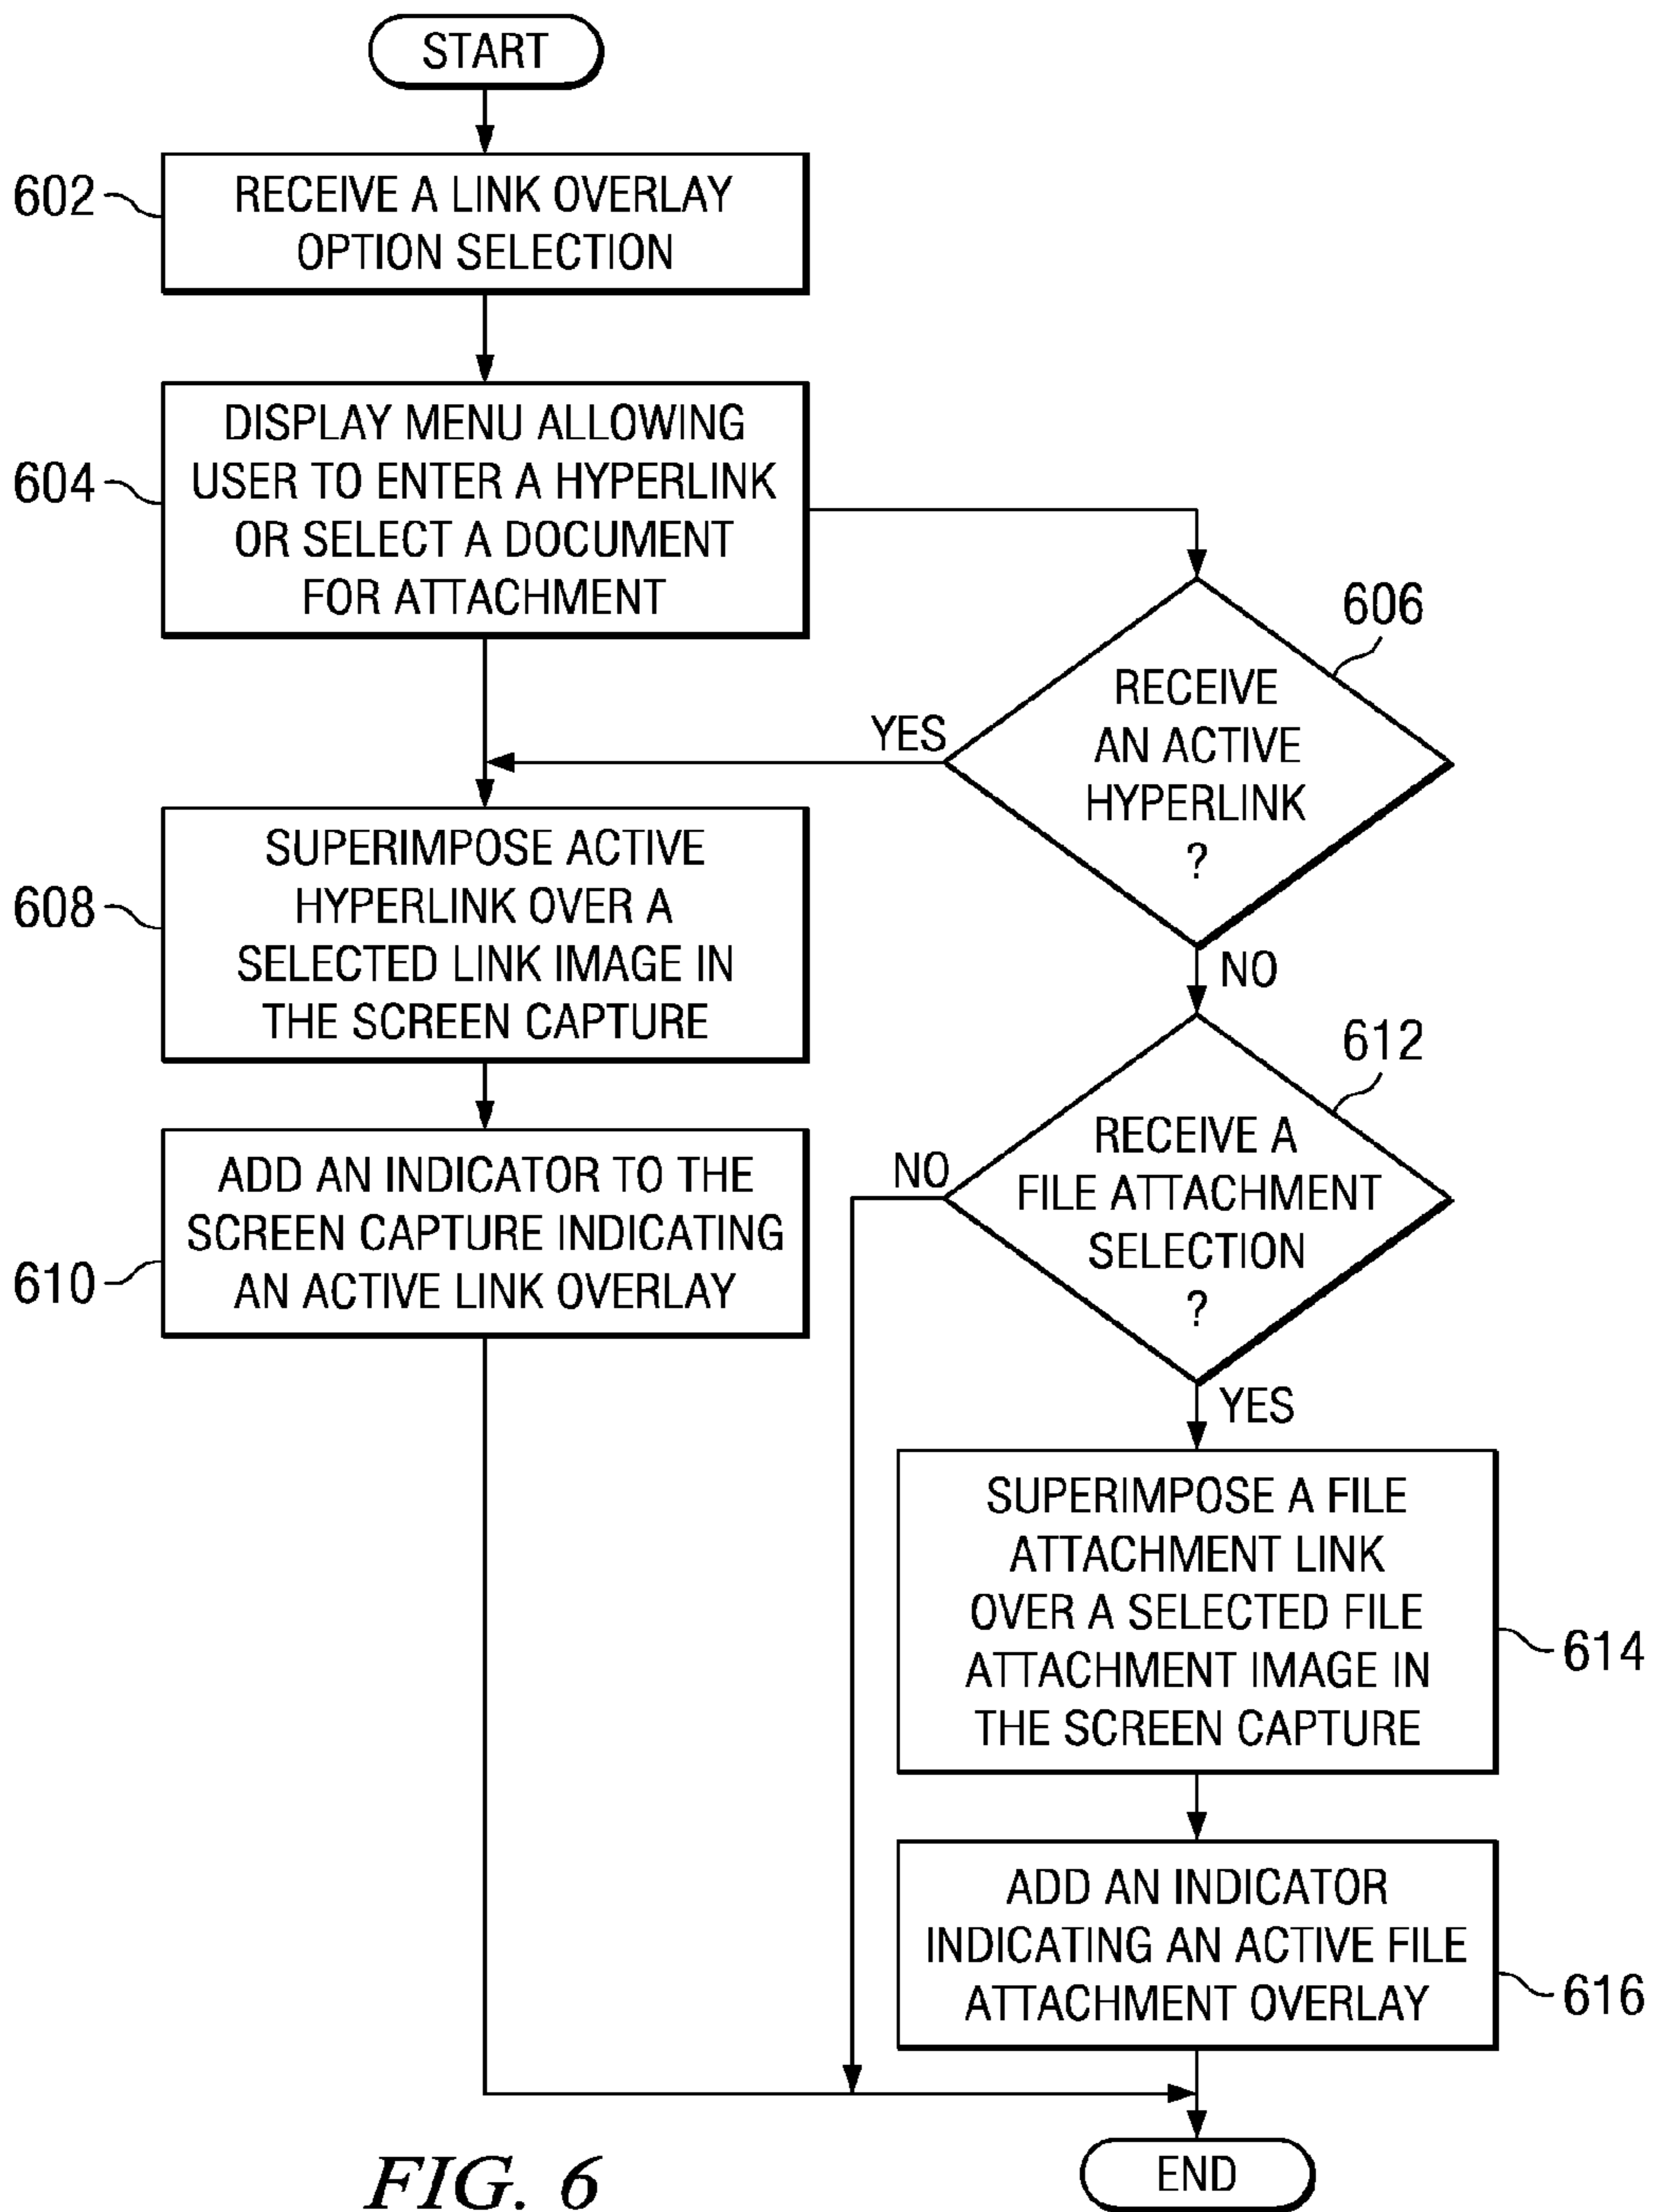 START
602
RECEIVE A LINK OVERLAY
OPTION SELECTION
604
DISPLAY MENU ALLOWING
USER TO ENTER A HYPERLINK
OR SELECT A DOCUMENT
FOR ATTACHMENT
606
RECEIVE
AN ACTIVE
HYPERLINK
?
YES
NO
608
SUPERIMPOSE ACTIVE
HYPERLINK OVER A
SELECTED LINK IMAGE IN
THE SCREEN CAPTURE
610
ADD AN INDICATOR TO THE
SCREEN CAPTURE INDICATING
AN ACTIVE LINK OVERLAY
612
RECEIVE A
FILE ATTACHMENT
SELECTION
?
NO
YES
SUPERIMPOSE A FILE
ATTACHMENT LINK
OVER A SELECTED FILE
ATTACHMENT IMAGE IN
THE SCREEN CAPTURE
614
ADD AN INDICATOR
INDICATING AN ACTIVE FILE
ATTACHMENT OVERLAY
616
END
FIG. 6